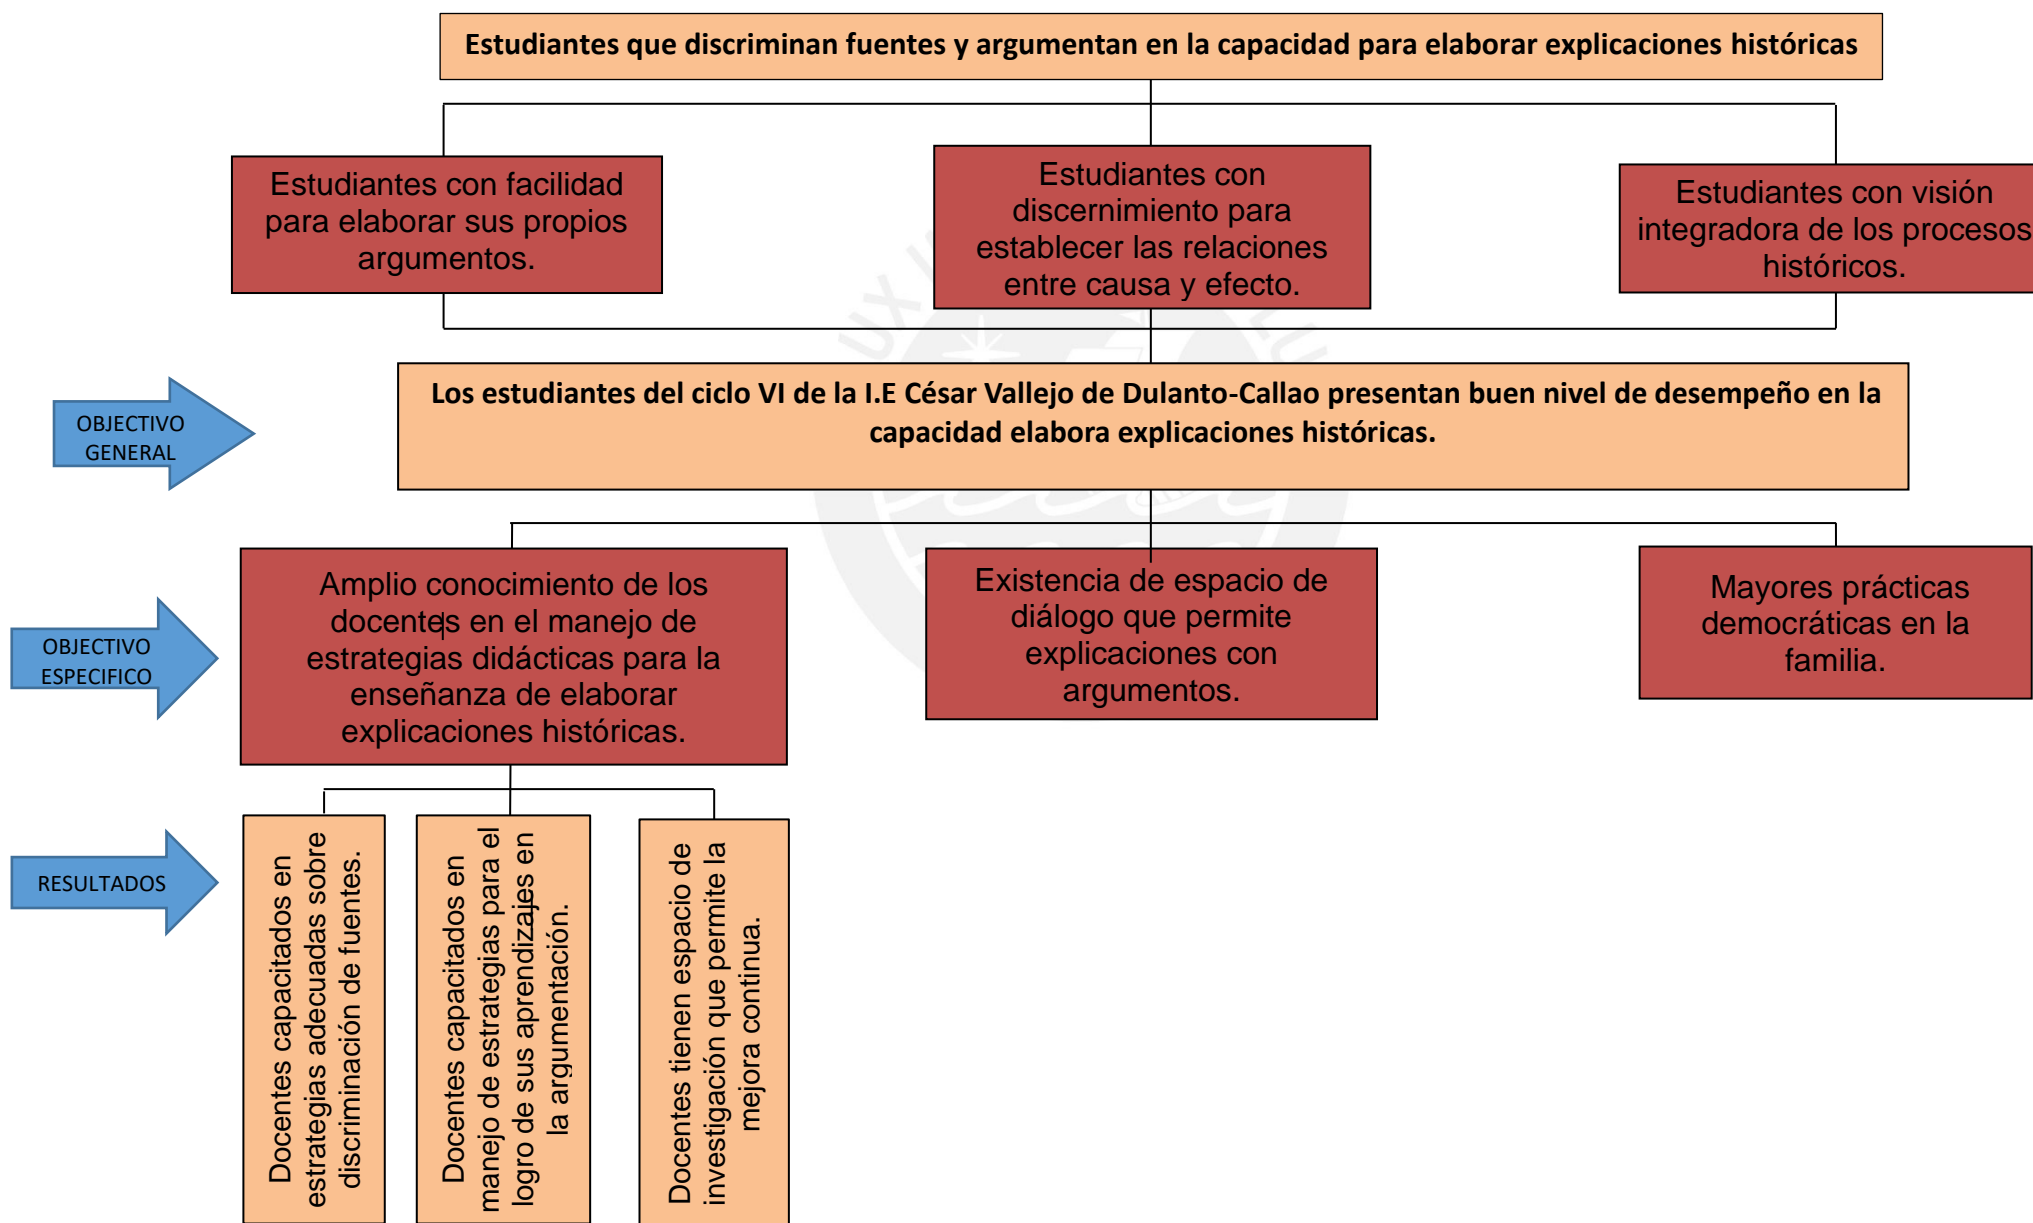 Estudiantes que discriminan fuentes y argumentan en la capacidad para elaborar explicaciones históricas
Estudiantes con facilidad
para elaborar sus propios
argumentos.
Estudiantes con
discernimiento para
establecer las relaciones
entre causa y efecto.
Estudiantes con visión
integradora de los procesos
históricos.
OBJECTIVO
GENERAL
Los estudiantes del ciclo VI de la I.E César Vallejo de Dulanto-Callao presentan buen nivel de desempeño en la
capacidad elabora explicaciones históricas.
OBJECTIVO
ESPECIFICO
Amplio conocimiento de los
docentes en el manejo de
estrategias didácticas para la
enseñanza de elaborar
explicaciones históricas.
Existencia de espacio de
diálogo que permite
explicaciones con
argumentos.
Mayores prácticas
democráticas en la
familia.
RESULTADOS
Docentes capacitados en
estrategias adecuadas sobre
discriminación de fuentes.
Docentes capacitados en
manejo de estrategias para el
logro de sus aprendizajes en
la argumentación.
Docentes tienen espacio de
investigación que permite la
mejora continua.